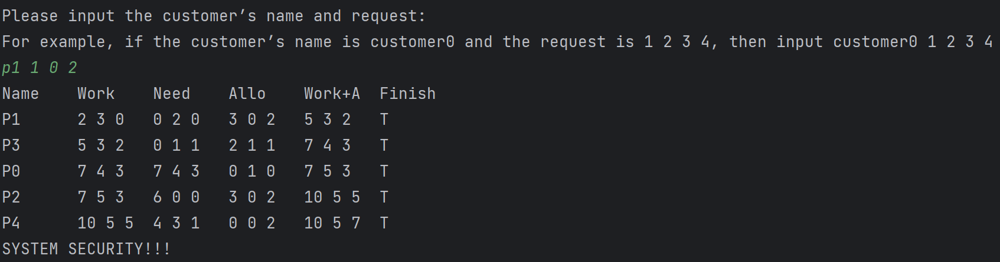 Please input the customer’s name and request:
For example, if the customer’s name is customer0 and the request is 1 2 3 4, then input customer0 1 2 3 4
p1 1 0 2
Name    Work    Need    Allo    Work+A  Finish
P1      2 3 0   0 2 0   3 0 2   5 3 2   T
P3      5 3 2   0 1 1   2 1 1   7 4 3   T
P0      7 4 3   7 4 3   0 1 0   7 5 3   T
P2      7 5 3   6 0 0   3 0 2   10 5 5  T
P4      10 5 5  4 3 1   0 0 2   10 5 7  T
SYSTEM SECURITY!!!